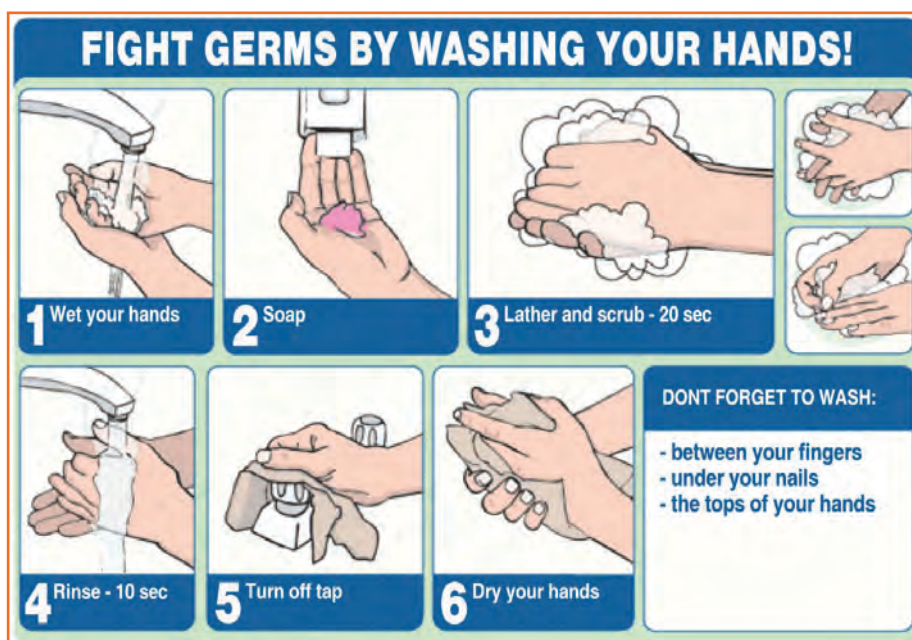 FIGHT GERMS BY WASHING YOUR HANDS!
1 Wet your hands
2 Soap
3 Lather and scrub - 20 sec
4 Rinse - 10 sec
5 Turn off tap
6 Dry your hands
DONT FORGET TO WASH:
- between your fingers
- under your nails
- the tops of your hands